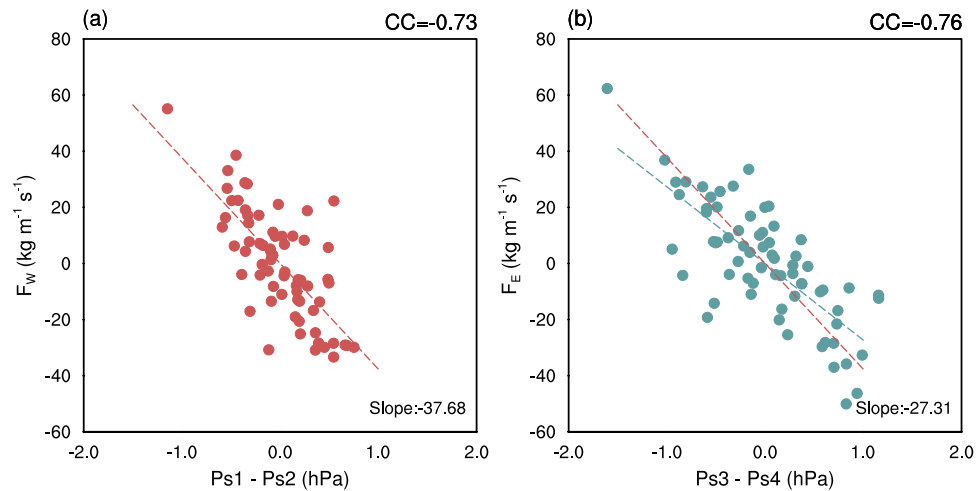 (a) CC=-0.73
80
60
40
20
0
-20
-40
-60
F_W (kg m⁻¹ s⁻¹)
Slope:-37.68
-2.0 -1.0 0.0 1.0 2.0
Ps1 - Ps2 (hPa)
(b) CC=-0.76
80
60
40
20
0
-20
-40
-60
F_E (kg m⁻¹ s⁻¹)
Slope:-27.31
-2.0 -1.0 0.0 1.0 2.0
Ps3 - Ps4 (hPa)